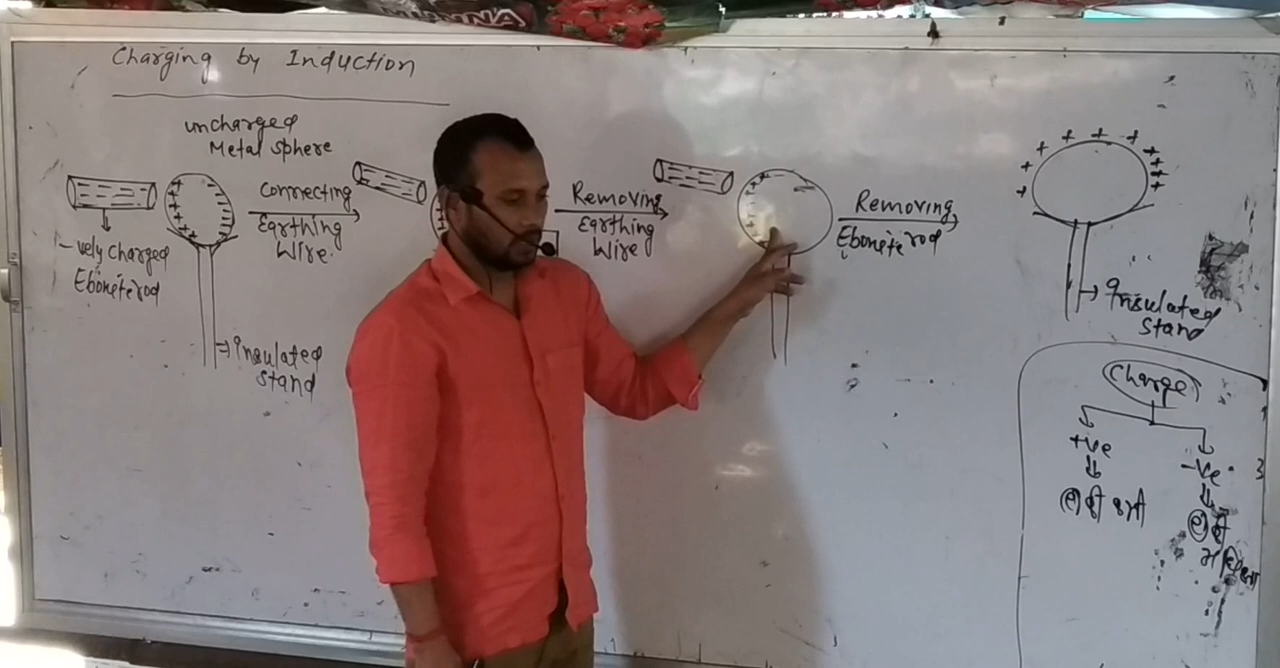 Charging by Induction
uncharged
Metal sphere
-vely Charged
Ebonite rod
Insulated
stand
Connecting
Earthing
Wire.
Removing
Earthing
Wire
Removing
Ebonite rod
Insulated
stand
Charge
+ve
-ve